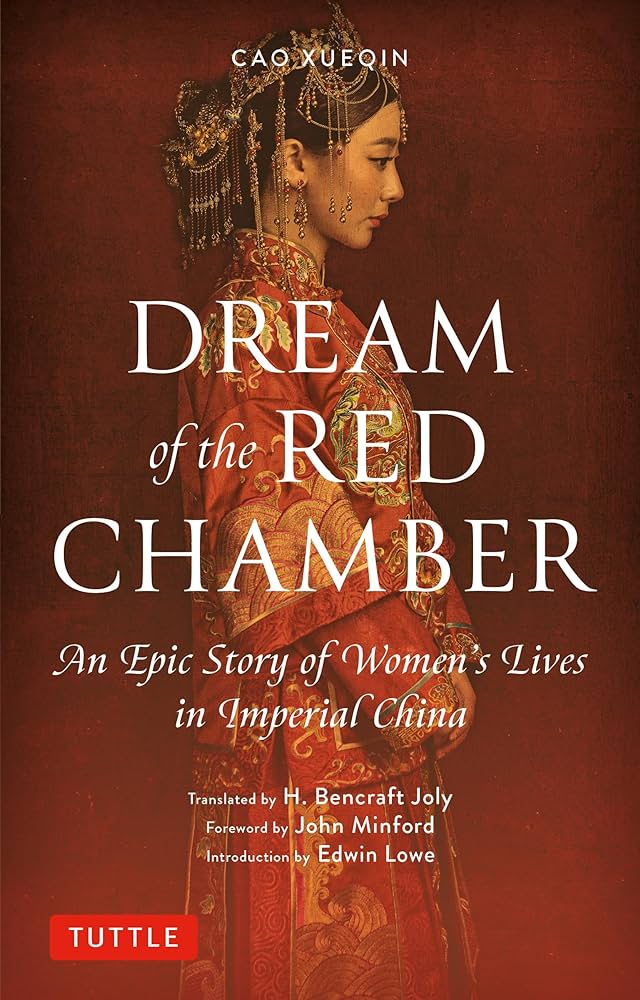 CAO XUEQIN
DREAM
of the RED
CHAMBER
An Epic Story of Women's Lives
in Imperial China
Translated by H. Bencraft Joly
Foreword by John Minford
Introduction by Edwin Lowe
TUTTLE